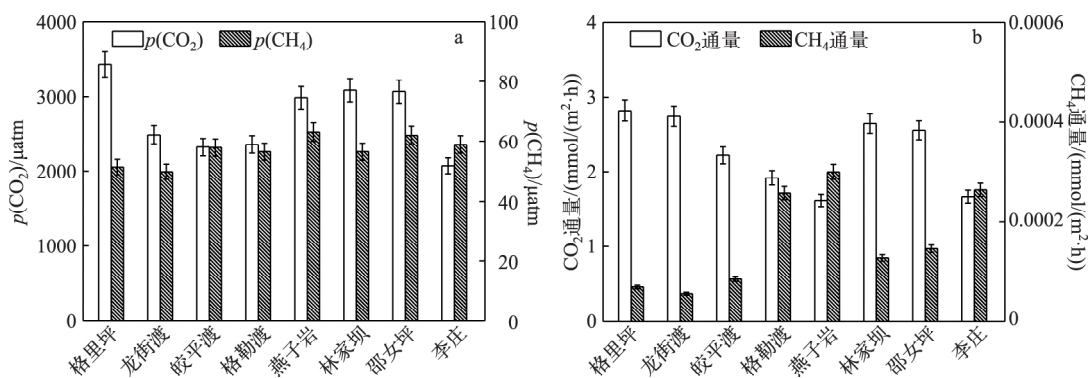 4000
3000
2000
1000
0
p(CO₂)/μatm
p(CO₂)
p(CH₄)
a
100
80
60
40
20
0
p(CH₄)/μatm
格里坪
龙街渡
皎平渡
格勒渡
燕子岩
林家坝
邵女坪
李庄
4
3
2
1
0
CO₂通量/(mmol/(m²·h))
CO₂通量
CH₄通量
b
0.0006
0.0004
0.0002
0
CH₄通量/(mmol/(m²·h))
格里坪
龙街渡
皎平渡
格勒渡
燕子岩
林家坝
邵女坪
李庄